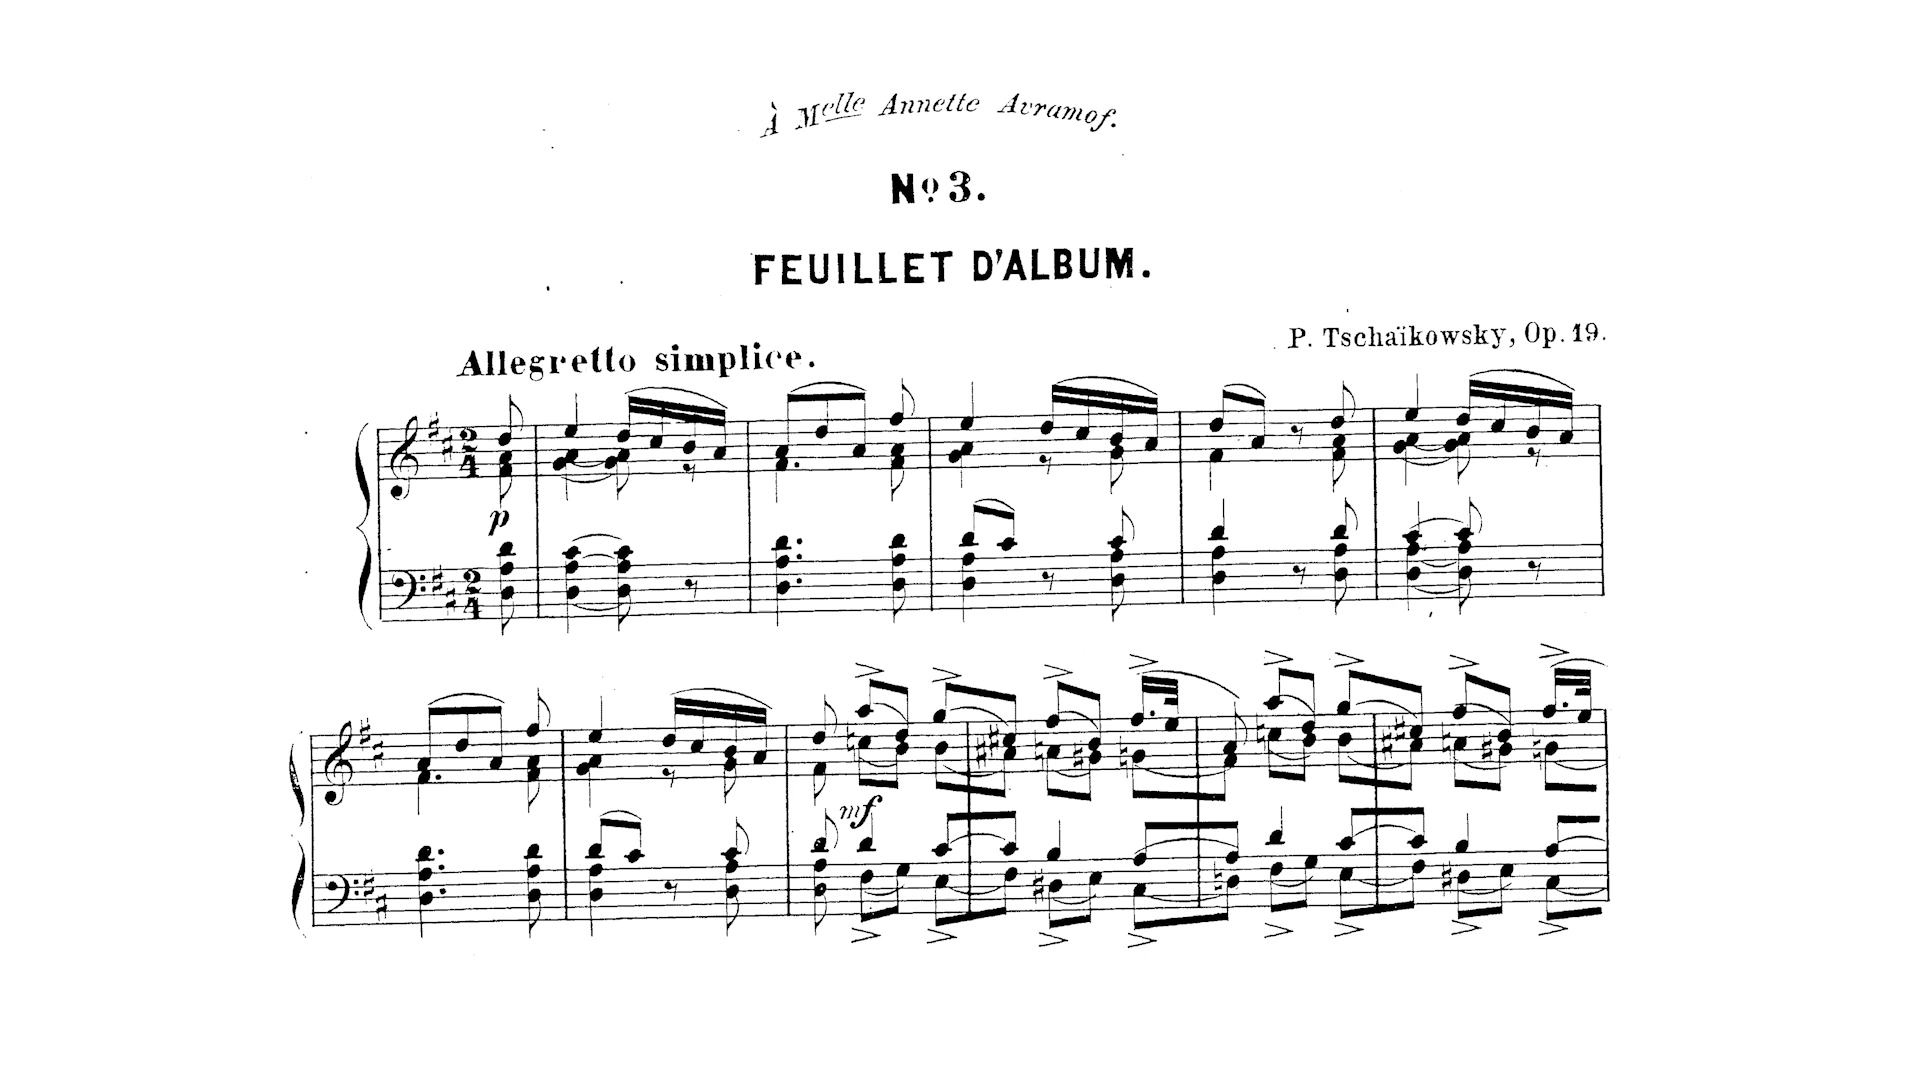 À Melle Annette Avramof.
No 3.
FEUILLET D'ALBUM.
P. Tschaïkowsky, Op. 19.
Allegretto simplice.
p
mf